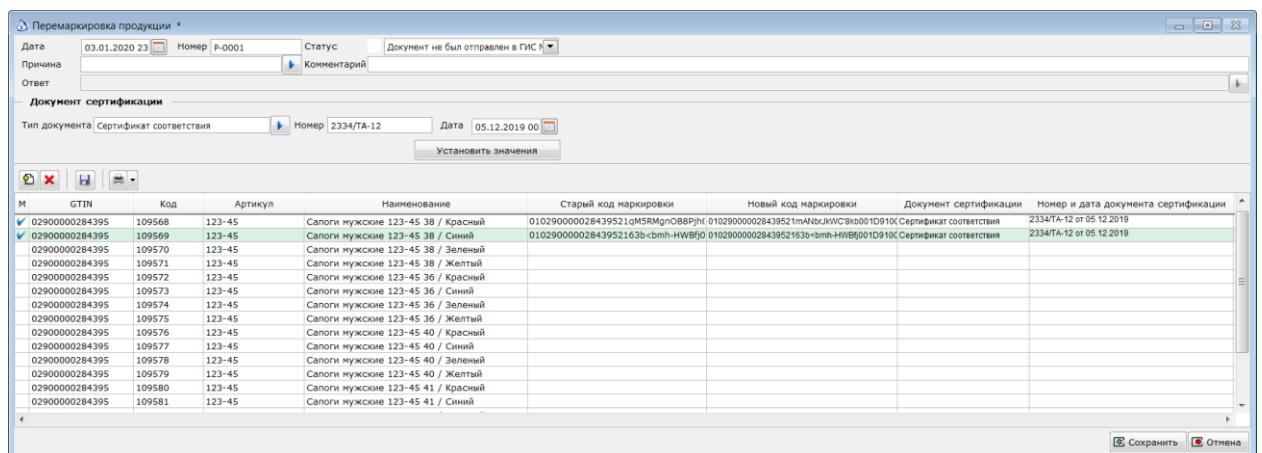 Перемаркировка продукции *
Дата 03.01.2020 23 Номер P-0001 Статус Документ не был отправлен в ГИС М
Причина Комментарий
Ответ
Документ сертификации
Тип документа Сертификат соответствия Номер 2334/ТА-12 Дата 05.12.2019 00
Установить значения
М GTIN Код Артикул Наименование Старый код маркировки Новый код маркировки Документ сертификации Номер и дата документа сертификации
02900000284395 109568 123-45 Сапоги мужские 123-45 38 / Красный Сертификат соответствия 2334/ТА-12 от 05.12.2019
02900000284395 109569 123-45 Сапоги мужские 123-45 38 / Синий Сертификат соответствия 2334/ТА-12 от 05.12.2019
02900000284395 109570 123-45 Сапоги мужские 123-45 38 / Зеленый
02900000284395 109571 123-45 Сапоги мужские 123-45 38 / Желтый
02900000284395 109572 123-45 Сапоги мужские 123-45 36 / Красный
02900000284395 109573 123-45 Сапоги мужские 123-45 36 / Синий
02900000284395 109574 123-45 Сапоги мужские 123-45 36 / Зеленый
02900000284395 109575 123-45 Сапоги мужские 123-45 36 / Желтый
02900000284395 109576 123-45 Сапоги мужские 123-45 40 / Красный
02900000284395 109577 123-45 Сапоги мужские 123-45 40 / Синий
02900000284395 109578 123-45 Сапоги мужские 123-45 40 / Зеленый
02900000284395 109579 123-45 Сапоги мужские 123-45 40 / Желтый
02900000284395 109580 123-45 Сапоги мужские 123-45 41 / Красный
02900000284395 109581 123-45 Сапоги мужские 123-45 41 / Синий
Сохранить Отмена